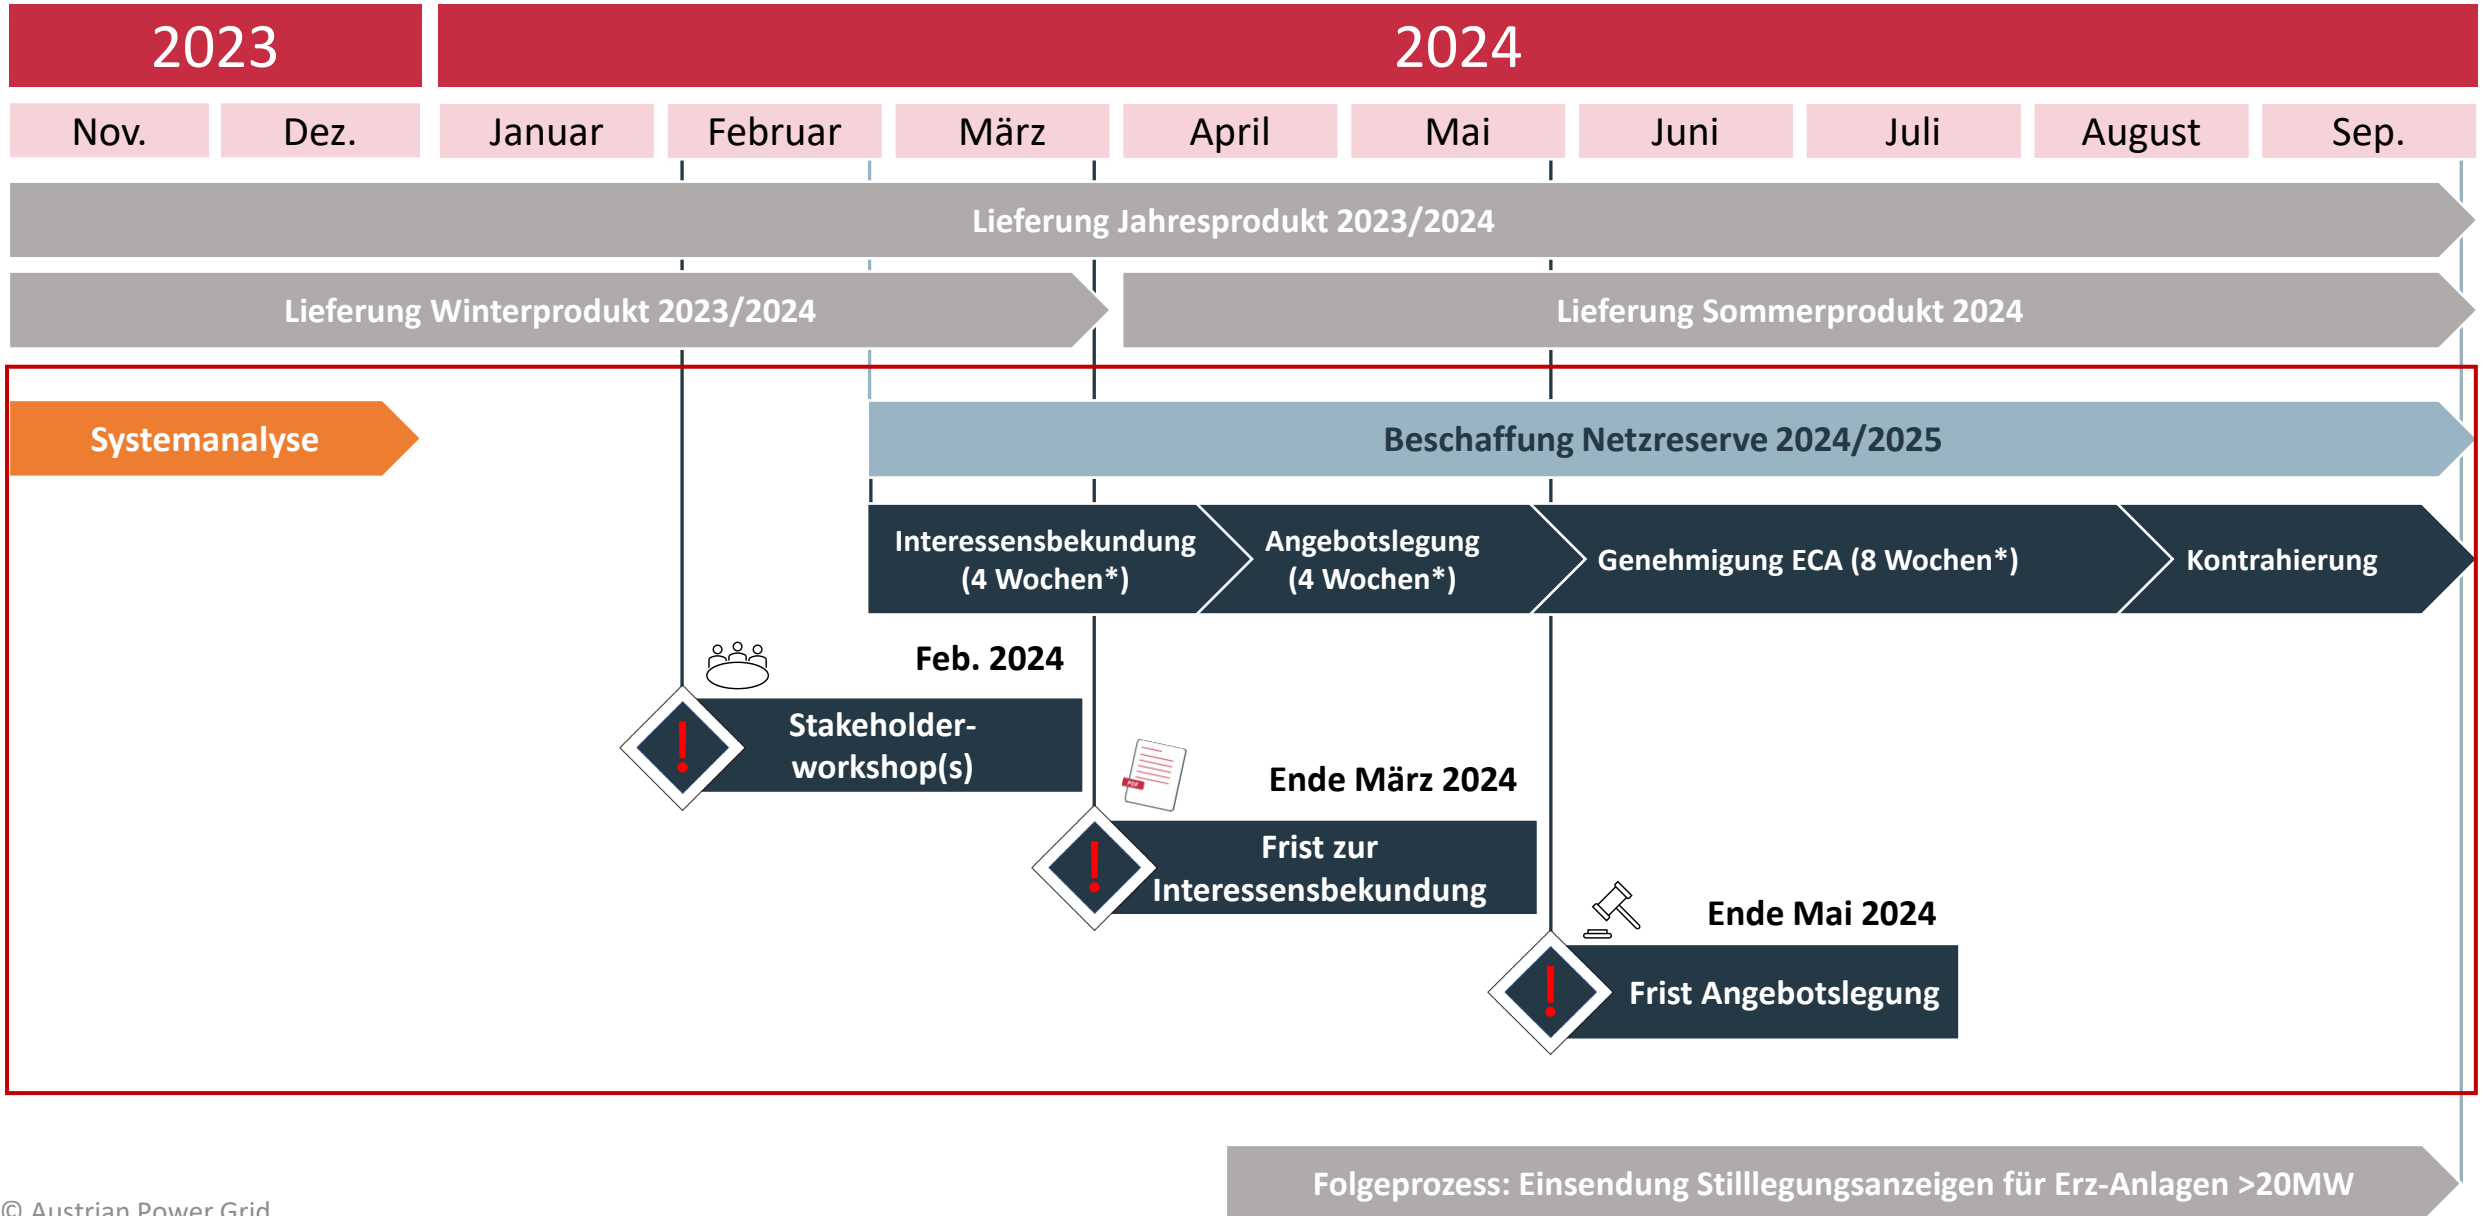 2023
2024
Nov.
Dez.
Januar
Februar
März
April
Mai
Juni
Juli
August
Sep.
Lieferung Jahresprodukt 2023/2024
Lieferung Winterprodukt 2023/2024
Lieferung Sommerprodukt 2024
Systemanalyse
Beschaffung Netzreserve 2024/2025
Interessensbekundung
(4 Wochen*)
Angebotslegung
(4 Wochen*)
Genehmigung ECA (8 Wochen*)
Kontrahierung
Feb. 2024
!
Stakeholder-
workshop(s)
PDF
Ende März 2024
!
Frist zur
Interessensbekundung
Ende Mai 2024
!
Frist Angebotslegung
Folgeprozess: Einsendung Stilllegungsanzeigen für Erz-Anlagen >20MW
© Austrian Power Grid